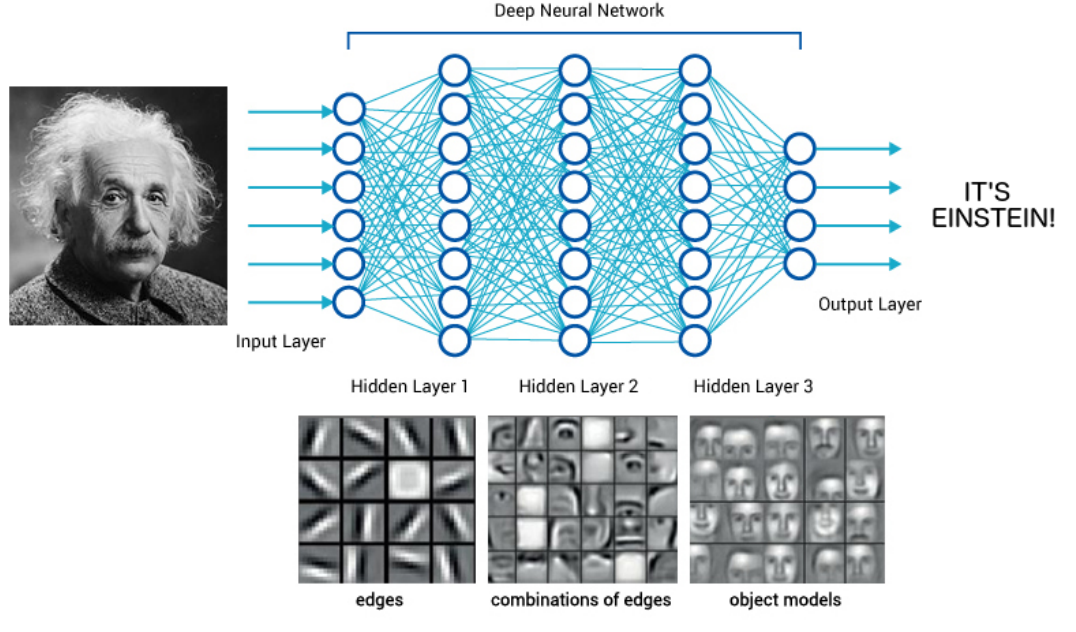 Deep Neural Network
IT'S
EINSTEIN!
Input Layer
Output Layer
Hidden Layer 1
Hidden Layer 2
Hidden Layer 3
edges
combinations of edges
object models